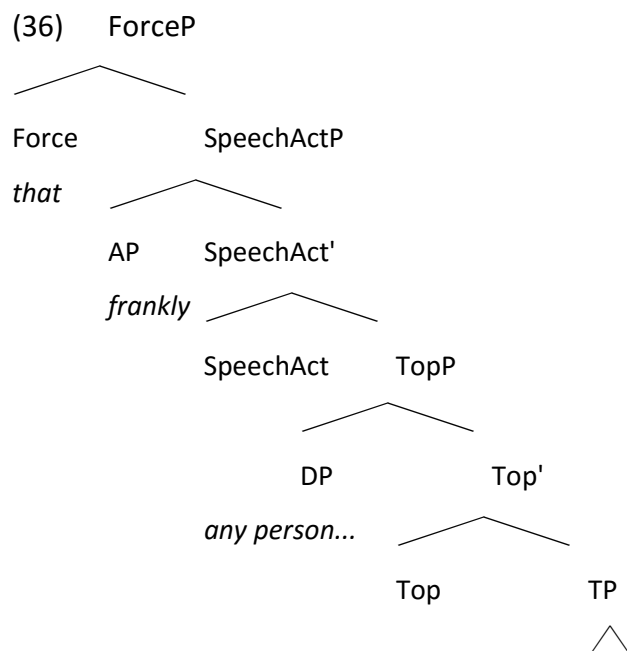 (36) ForceP
Force SpeechActP
that
AP SpeechAct'
frankly
SpeechAct TopP
DP Top'
any person...
Top TP